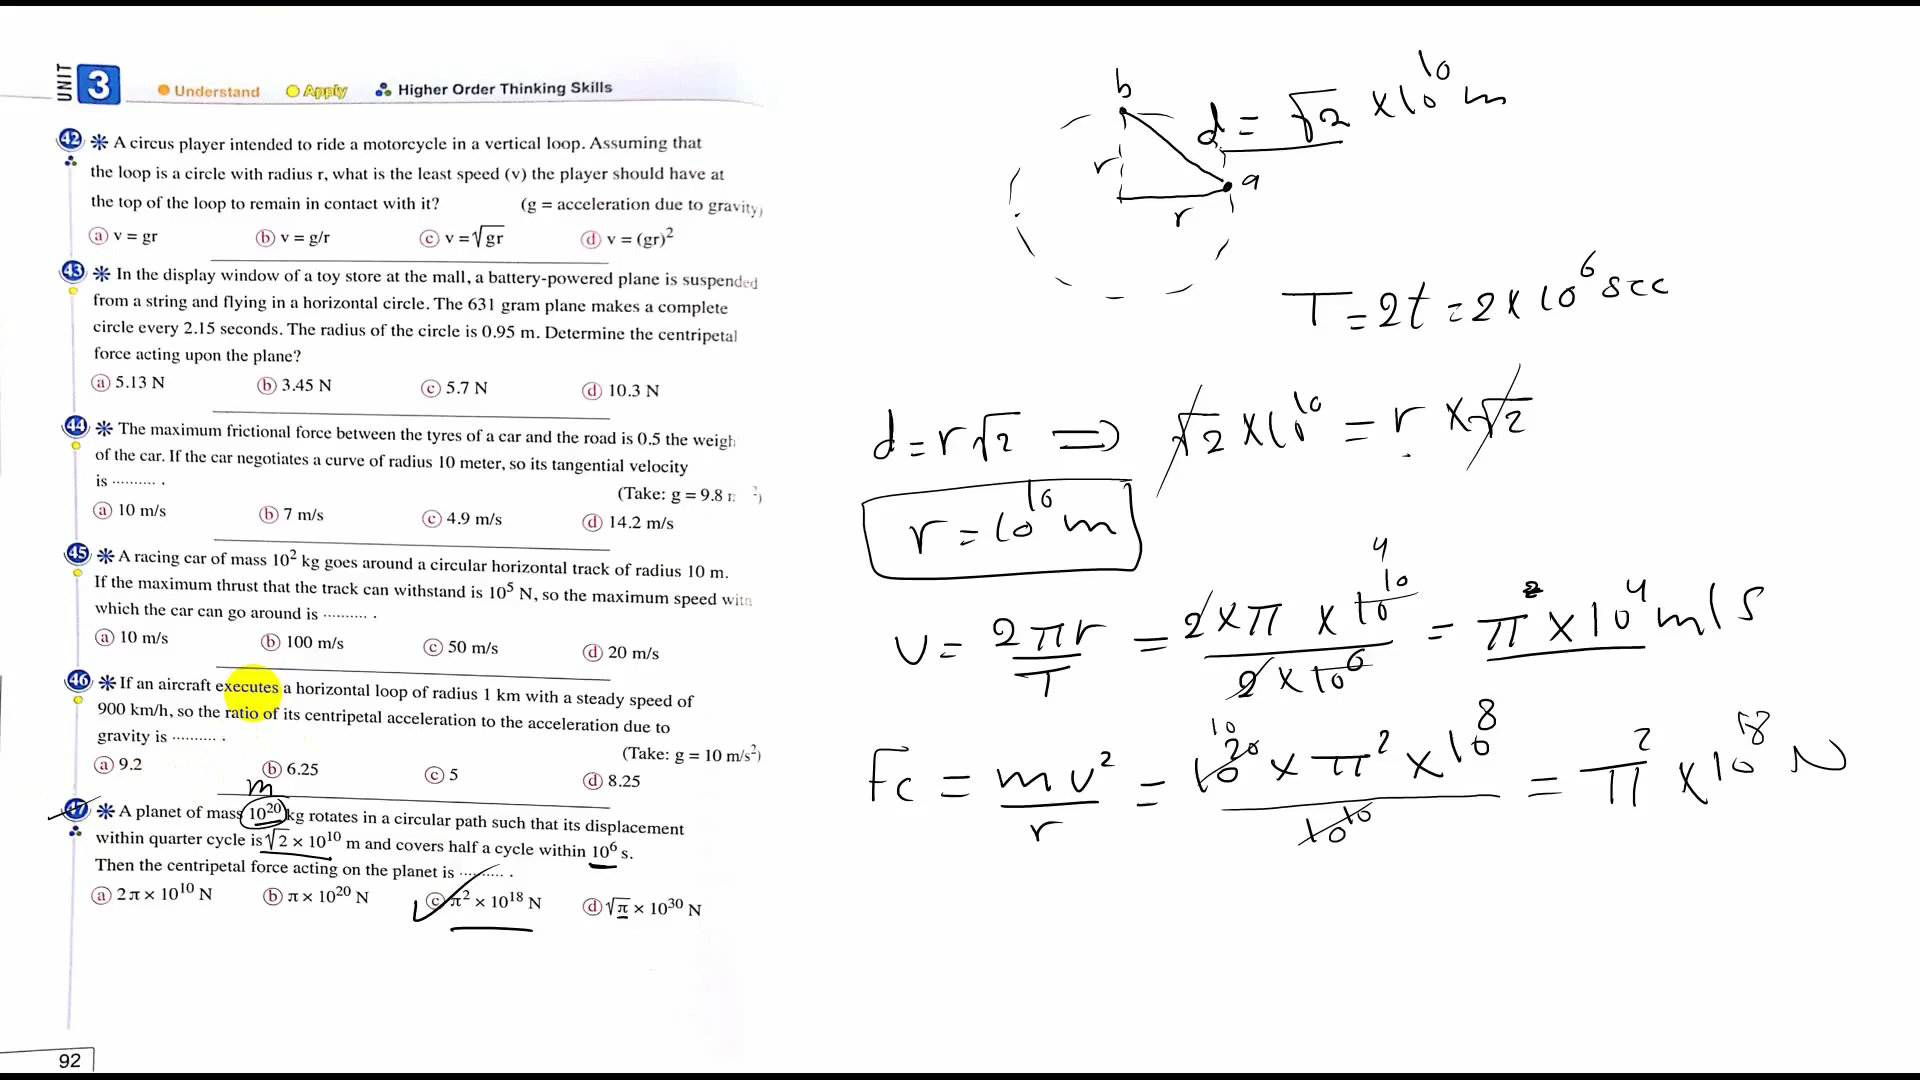 UNIT 3 Understand Apply Higher Order Thinking Skills
42 * A circus player intended to ride a motorcycle in a vertical loop. Assuming that
the loop is a circle with radius r, what is the least speed (v) the player should have at
the top of the loop to remain in contact with it? (g = acceleration due to gravity)
ⓐ v = gr ⓑ v = g/r ⓒ v = √gr ⓓ v = (gr)²
43 * In the display window of a toy store at the mall, a battery-powered plane is suspended
from a string and flying in a horizontal circle. The 631 gram plane makes a complete
circle every 2.15 seconds. The radius of the circle is 0.95 m. Determine the centripetal
force acting upon the plane?
ⓐ 5.13 N ⓑ 3.45 N ⓒ 5.7 N ⓓ 10.3 N
44 * The maximum frictional force between the tyres of a car and the road is 0.5 the weigh
of the car. If the car negotiates a curve of radius 10 meter, so its tangential velocity
is .......... .
(Take: g = 9.8 ²)
ⓐ 10 m/s ⓑ 7 m/s ⓒ 4.9 m/s ⓓ 14.2 m/s
45 * A racing car of mass 10² kg goes around a circular horizontal track of radius 10 m.
If the maximum thrust that the track can withstand is 10⁵ N, so the maximum speed with
which the car can go around is .......... .
ⓐ 10 m/s ⓑ 100 m/s ⓒ 50 m/s ⓓ 20 m/s
46 * If an aircraft executes a horizontal loop of radius 1 km with a steady speed of
900 km/h, so the ratio of its centripetal acceleration to the acceleration due to
gravity is .......... .
(Take: g = 10 m/s²)
ⓐ 9.2 ⓑ 6.25 ⓒ 5 ⓓ 8.25
m
47 * A planet of mass 10²⁰ kg rotates in a circular path such that its displacement
within quarter cycle is √2 × 10¹⁰ m and covers half a cycle within 10⁶ s.
Then the centripetal force acting on the planet is .......... .
ⓐ 2π × 10¹⁰ N ⓑ π × 10²⁰ N ⓒ π² × 10¹⁸ N ⓓ √π × 10³⁰ N
92
b
d = √2 × 10¹⁰ m
r a
r
T = 2t = 2 × 10⁶ sec
d = r√2 ⇒ √2 × 10¹⁰ = r × √2
r = 10¹⁰ m
4
v = 2πr/T = 2 × π × 10¹⁰ / 2 × 10⁶ = π × 10⁴ m/s
10
Fc = mv²/r = 10²⁰ × π² × 10⁸ / 10¹⁰ = π² × 10¹⁸ N